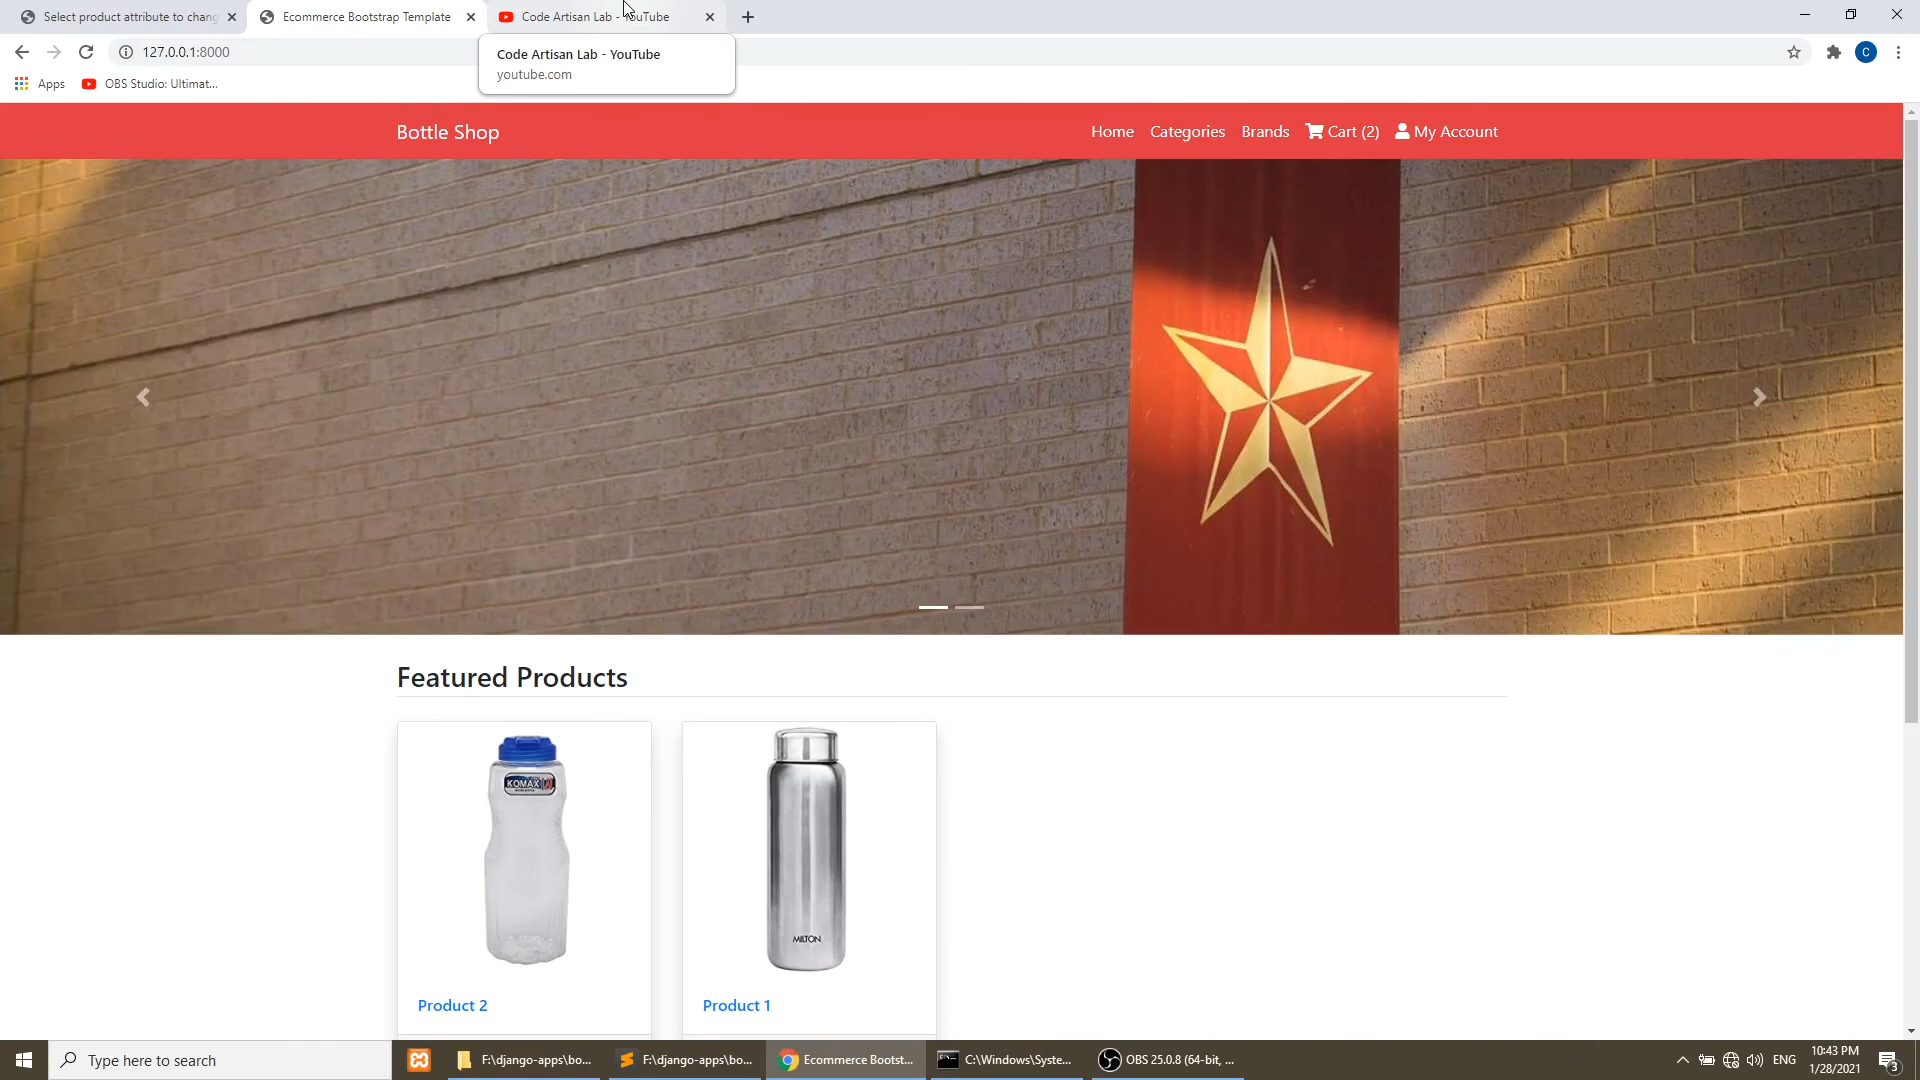 Select product attribute to chang
Ecommerce Bootstrap Template
Code Artisan Lab - YouTube
127.0.0.1:8000
Code Artisan Lab - YouTube
youtube.com
C
Apps
OBS Studio: Ultimat...
Bottle Shop
Home
Categories
Brands
Cart (2)
My Account
Featured Products
KOMAX
MILTON
Product 2
Product 1
Type here to search
F:\django-apps\bo...
F:\django-apps\bo...
Ecommerce Bootst...
C:\Windows\Syste...
OBS 25.0.8 (64-bit, ...
ENG
10:43 PM
1/28/2021
3